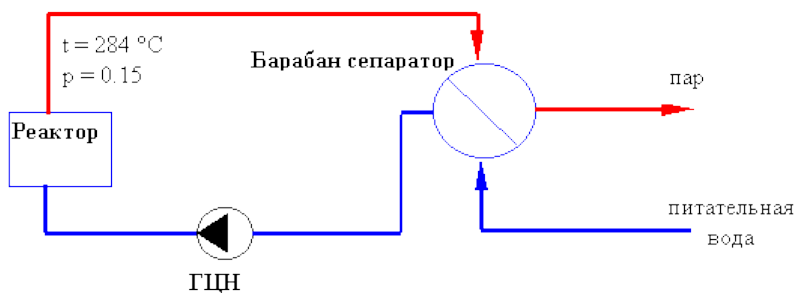 t = 284 °C
p = 0.15
Барабан сепаратор
пар
Реактор
питательная
вода
ГЦН